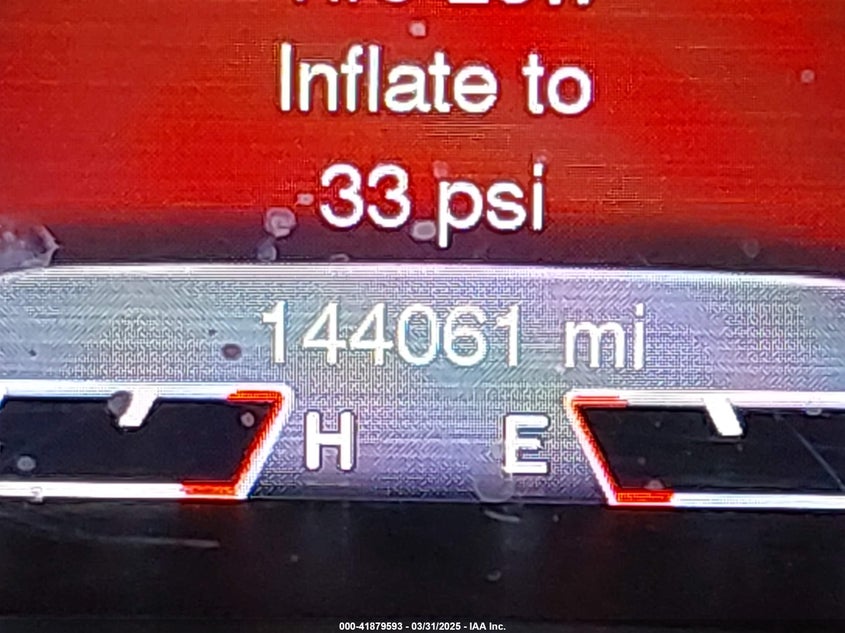 Inflate to
33 psi
144061 mi
H E
000-41879593 - 03/31/2025 - IAA Inc.